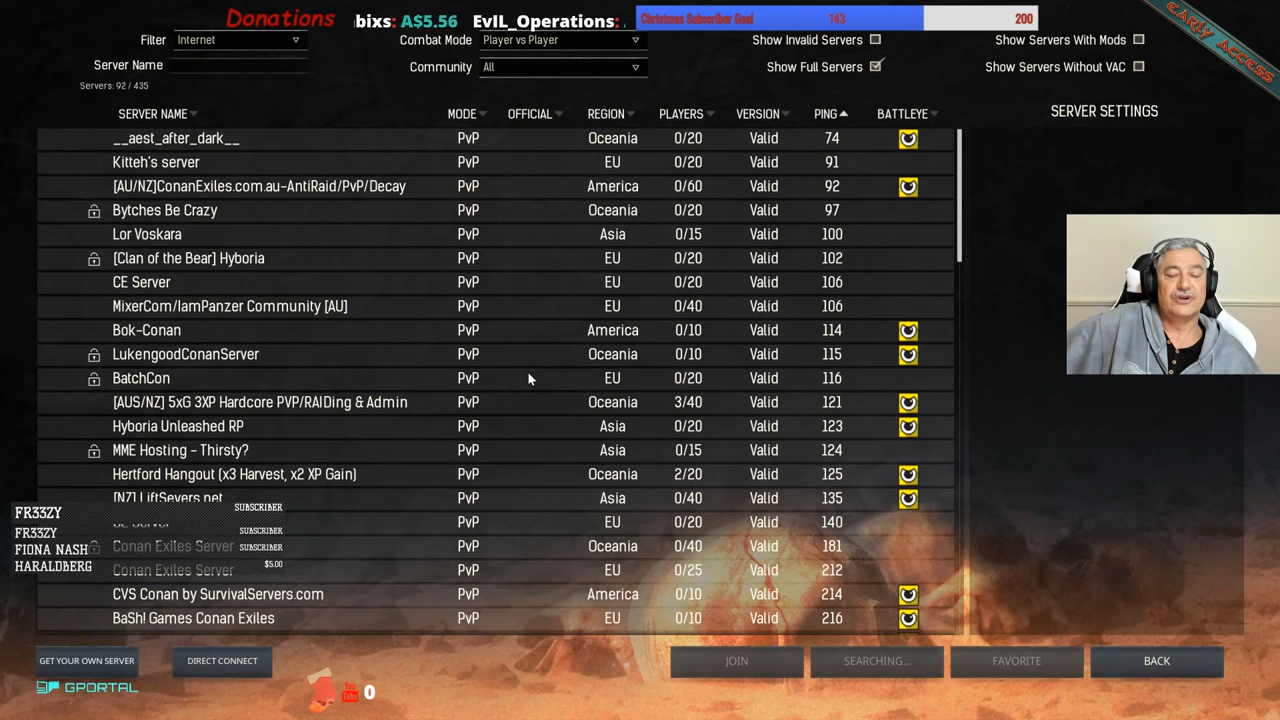 Donations
bixs: A$5.56 EvIL_Operations:
Christmas Subscriber Goal 143 200
EARLY ACCESS
Filter Internet Combat Mode Player vs Player Show Invalid Servers Show Servers With Mods
Server Name Community All Show Full Servers Show Servers Without VAC
Servers: 92 / 435
SERVER NAME MODE OFFICIAL REGION PLAYERS VERSION PING BATTLEYE SERVER SETTINGS
__aest_after_dark__ PvP Oceania 0/20 Valid 74
Kitteh's server PvP EU 0/20 Valid 91
[AU/NZ]ConanExiles.com.au-AntiRaid/PvP/Decay PvP America 0/60 Valid 92
Bytches Be Crazy PvP Oceania 0/20 Valid 97
Lor Voskara PvP Asia 0/15 Valid 100
[Clan of the Bear] Hyboria PvP EU 0/20 Valid 102
CE Server PvP EU 0/20 Valid 106
MixerCom/IamPanzer Community [AU] PvP EU 0/40 Valid 106
Bok-Conan PvP America 0/10 Valid 114
LukengoodConanServer PvP Oceania 0/10 Valid 115
BatchCon PvP EU 0/20 Valid 116
[AUS/NZ] 5xG 3XP Hardcore PVP/RAIDing & Admin PvP Oceania 3/40 Valid 121
Hyboria Unleashed RP PvP Asia 0/20 Valid 123
MME Hosting - Thirsty? PvP Asia 0/15 Valid 124
Hertford Hangout (x3 Harvest, x2 XP Gain) PvP Oceania 2/20 Valid 125
[NZ] LiftSevers.net PvP Asia 0/40 Valid 135
FR33ZY SUBSCRIBER
PvP EU 0/20 Valid 140
FR33ZY SUBSCRIBER
Conan Exiles Server PvP Oceania 0/40 Valid 181
FIONA NASH SUBSCRIBER
Conan Exiles Server PvP EU 0/25 Valid 212
HARALDBERG $5.00
CVS Conan by SurvivalServers.com PvP America 0/10 Valid 214
BaSh! Games Conan Exiles PvP EU 0/10 Valid 216
GET YOUR OWN SERVER DIRECT CONNECT JOIN SEARCHING... FAVORITE BACK
GPORTAL
You Tube 0